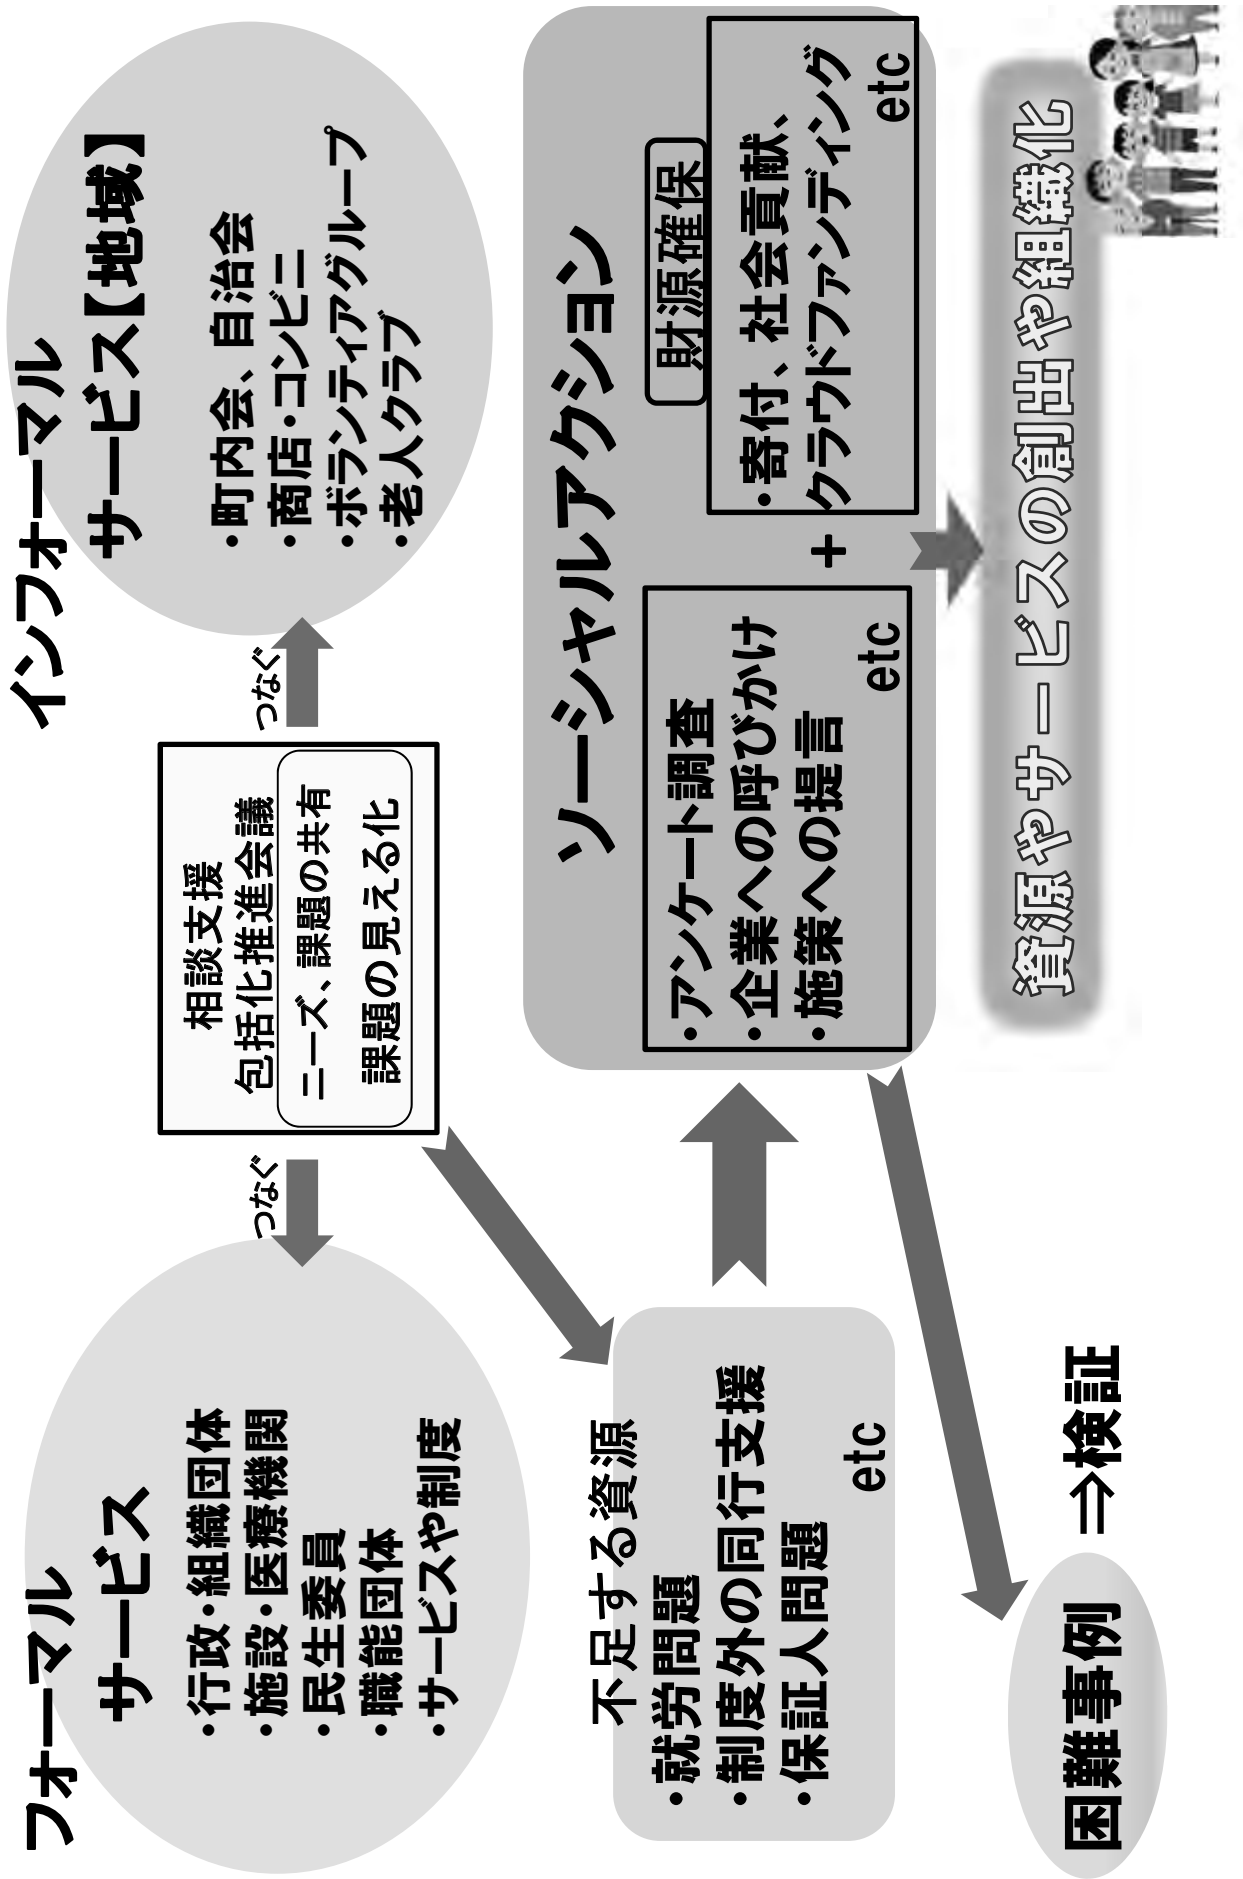 フォーマル
サービス
・行政・組織団体
・施設・医療機関
・民生委員
・職能団体
・サービスや制度
つなぐ
相談支援
包括化推進会議
ニーズ、課題の共有
課題の見える化
つなぐ
インフォーマル
サービス【地域】
・町内会、自治会
・商店・コンビニ
・ボランティアグループ
・老人クラブ
不足する資源
・就労問題
・制度外の同行支援
・保証人問題
etc
ソーシャルアクション
・アンケート調査
・企業への呼びかけ
・施策への提言
etc
+
財源確保
・寄付、社会貢献、
クラウドファンディング
etc
困難事例
⇒検証
資源やサービスの創出や組織化